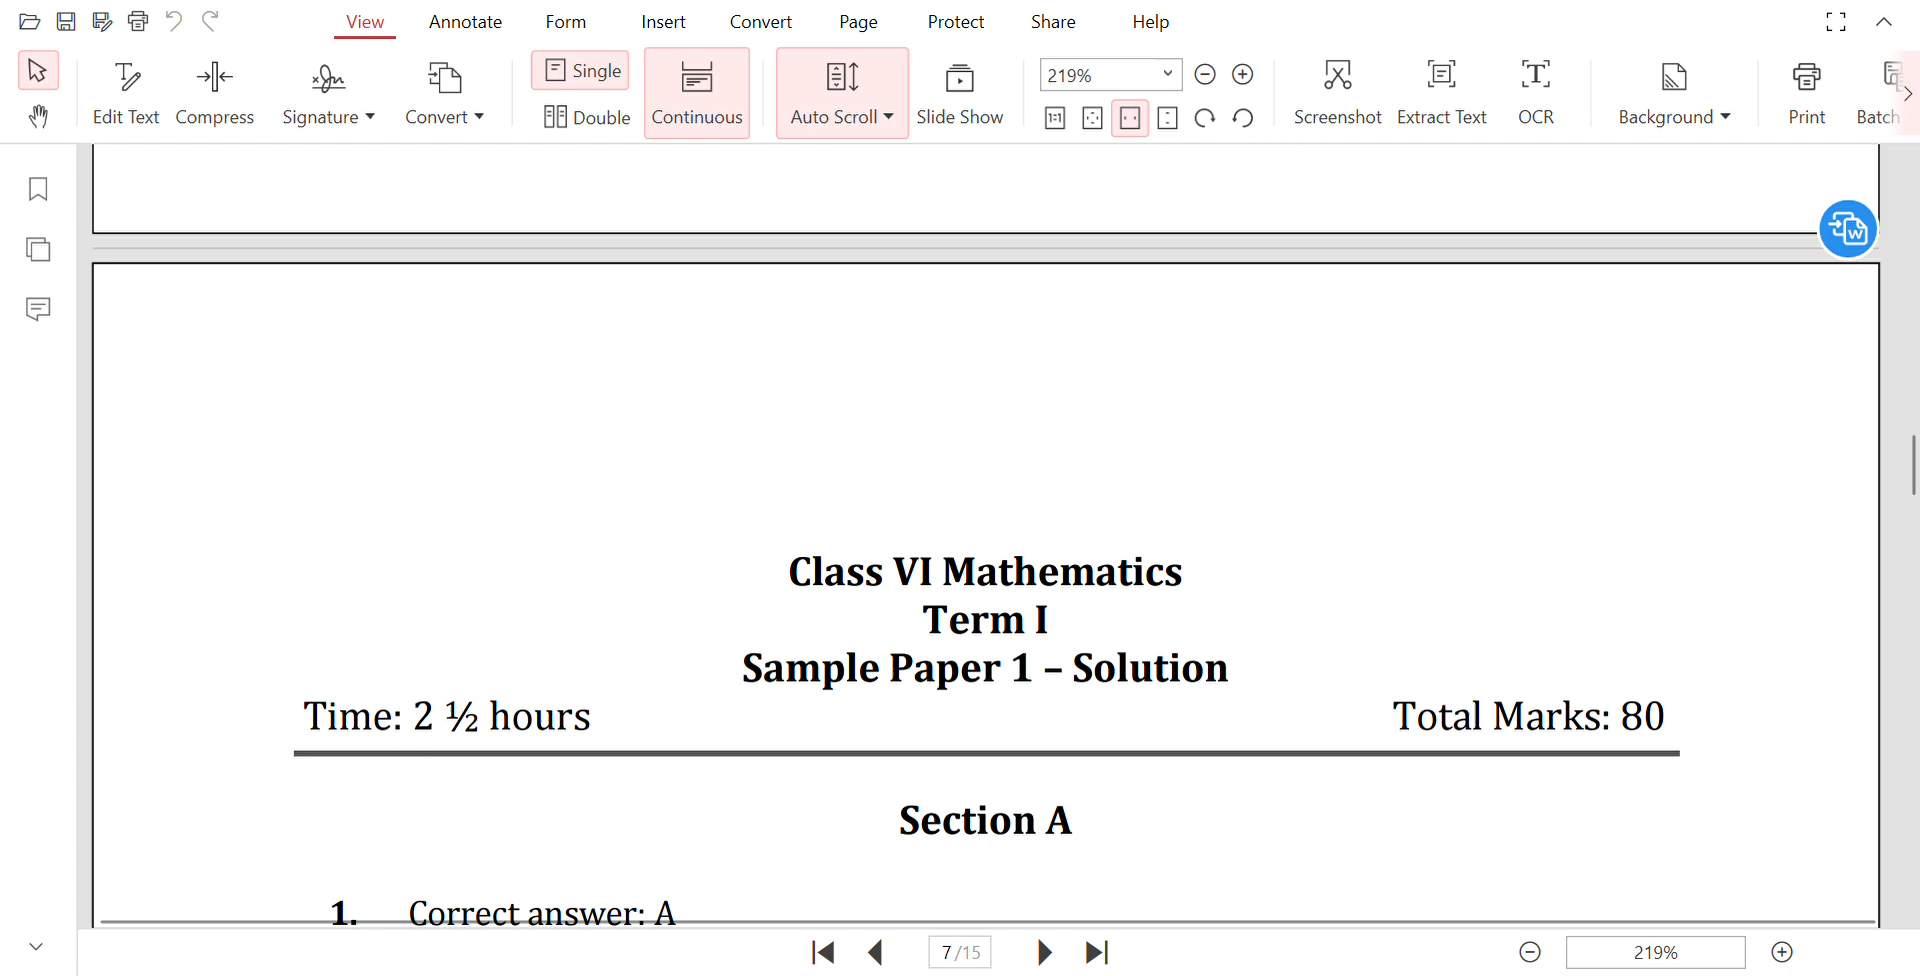 View Annotate Form Insert Convert Page Protect Share Help
Edit Text Compress Signature Convert Single Double Continuous Auto Scroll Slide Show 219% 1:1 Screenshot Extract Text OCR Background Print Batch
W
Class VI Mathematics
Term I
Sample Paper 1 – Solution
Time: 2 ½ hours Total Marks: 80
Section A
1. Correct answer: A
7 /15 219%